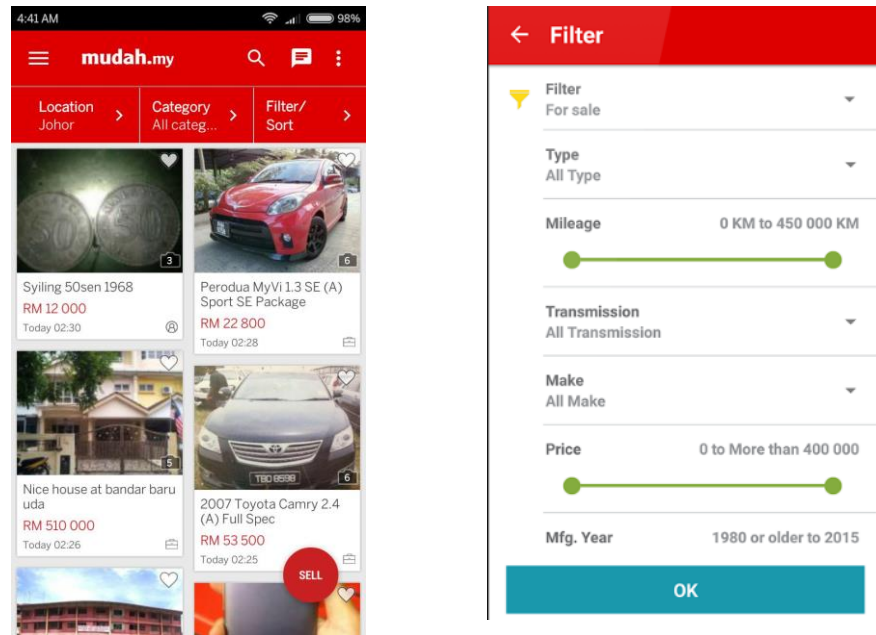 4:41 AM 98%
mudah.my
Location
Johor
Category
All categ...
Filter/
Sort
50
3
6
Syiling 50sen 1968
RM 12 000
Today 02:30
Perodua MyVi 1.3 SE (A)
Sport SE Package
RM 22 800
Today 02:28
5
TBD 8598
6
Nice house at bandar baru
uda
RM 510 000
Today 02:26
2007 Toyota Camry 2.4
(A) Full Spec
RM 53 500
Today 02:25
SELL
Filter
Filter
For sale
Type
All Type
Mileage 0 KM to 450 000 KM
Transmission
All Transmission
Make
All Make
Price 0 to More than 400 000
Mfg. Year 1980 or older to 2015
OK